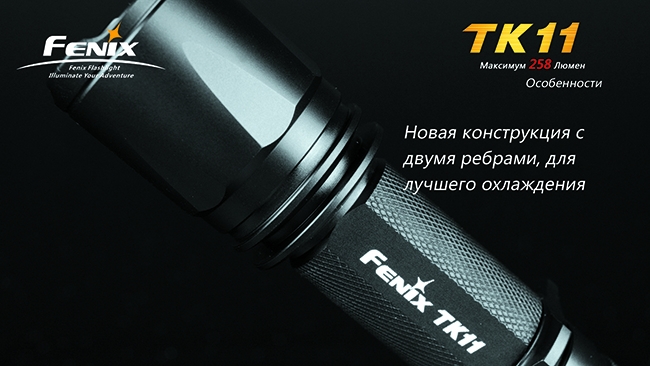 FENIX
Fenix Flashlight
Illuminate Your Adventure
TK11
Максимум 258 Люмен
Особенности
Новая конструкция с
двумя ребрами, для
лучшего охлаждения
FENIX TK11